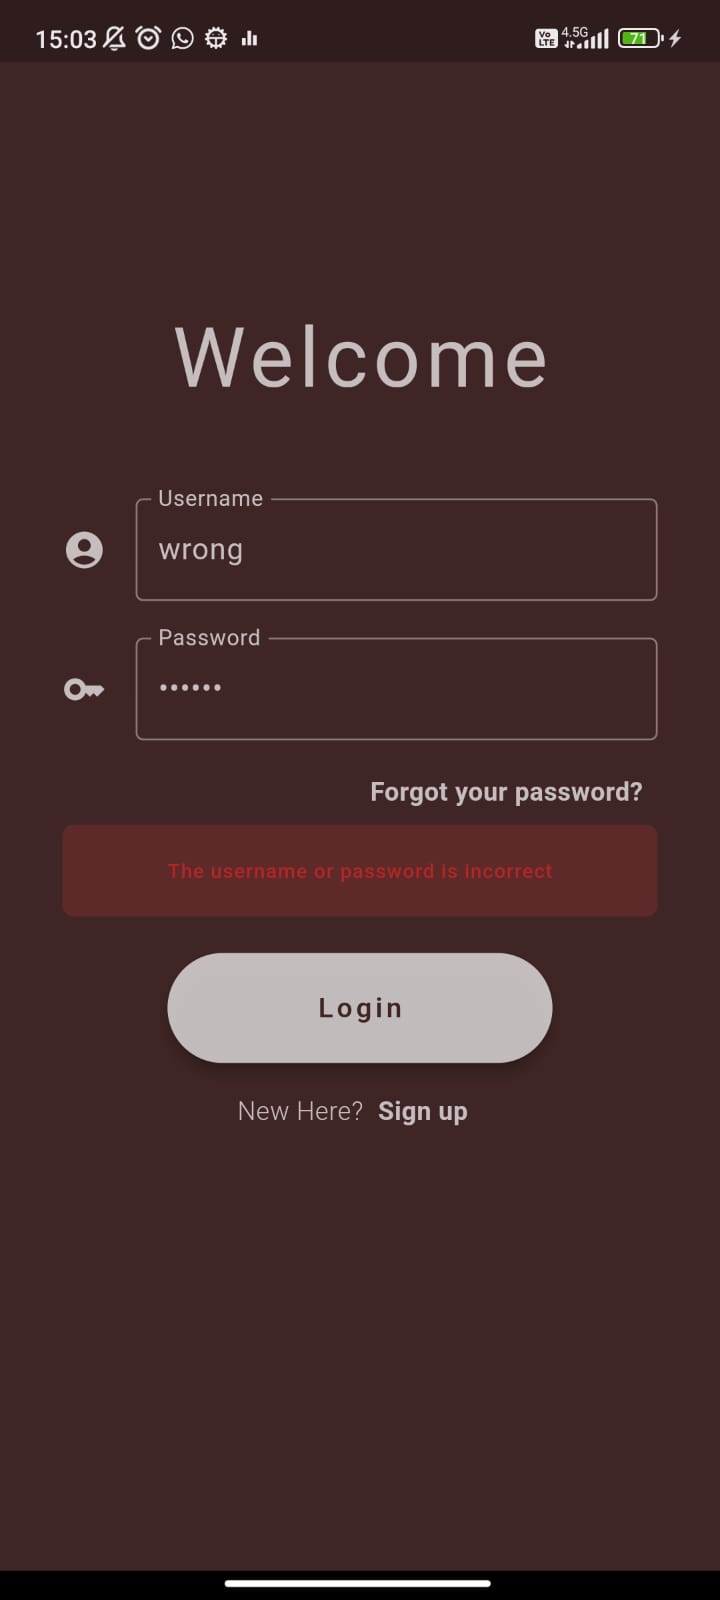 15:03 Vo LTE 4.5G 71
Welcome
Username
wrong
Password
••••••
Forgot your password?
The username or password is incorrect
Login
New Here? Sign up